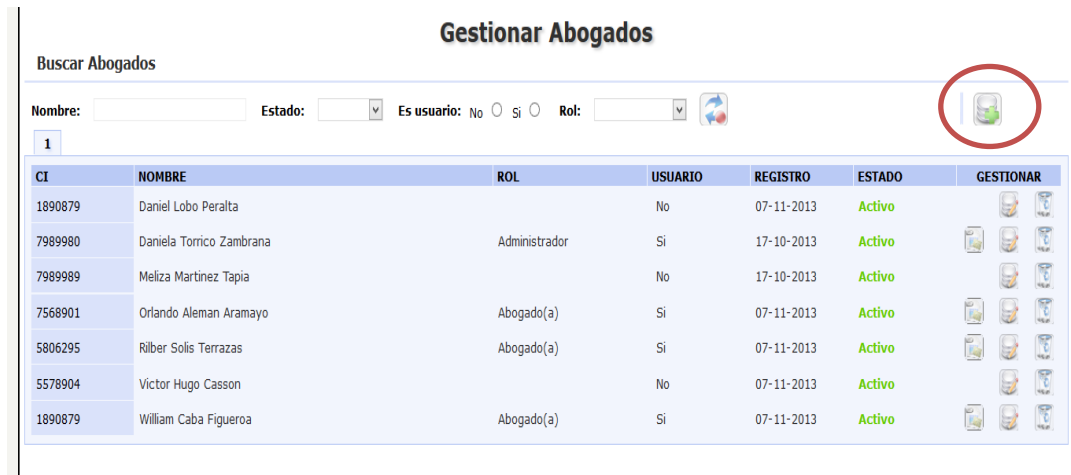 Gestionar Abogados
Buscar Abogados
Nombre: Estado: Es usuario: No Si Rol:
1
CI NOMBRE ROL USUARIO REGISTRO ESTADO GESTIONAR
1890879 Daniel Lobo Peralta No 07-11-2013 Activo
7989980 Daniela Torrico Zambrana Administrador Si 17-10-2013 Activo
7989989 Meliza Martinez Tapia No 17-10-2013 Activo
7568901 Orlando Aleman Aramayo Abogado(a) Si 07-11-2013 Activo
5806295 Rilber Solis Terrazas Abogado(a) Si 07-11-2013 Activo
5578904 Victor Hugo Casson No 07-11-2013 Activo
1890879 William Caba Figueroa Abogado(a) Si 07-11-2013 Activo